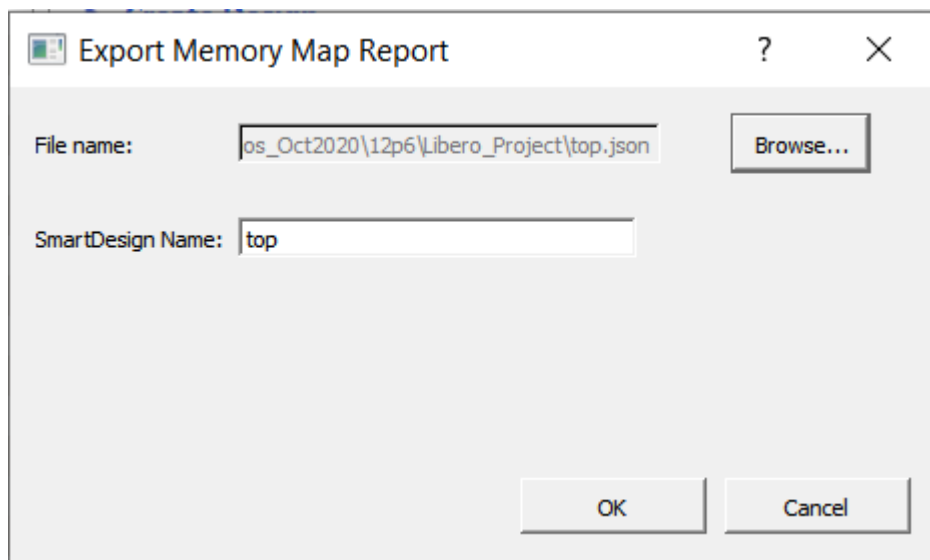 Export Memory Map Report
File name: os_Oct2020\12p6\Libero_Project\top.json Browse...
SmartDesign Name: top
OK Cancel